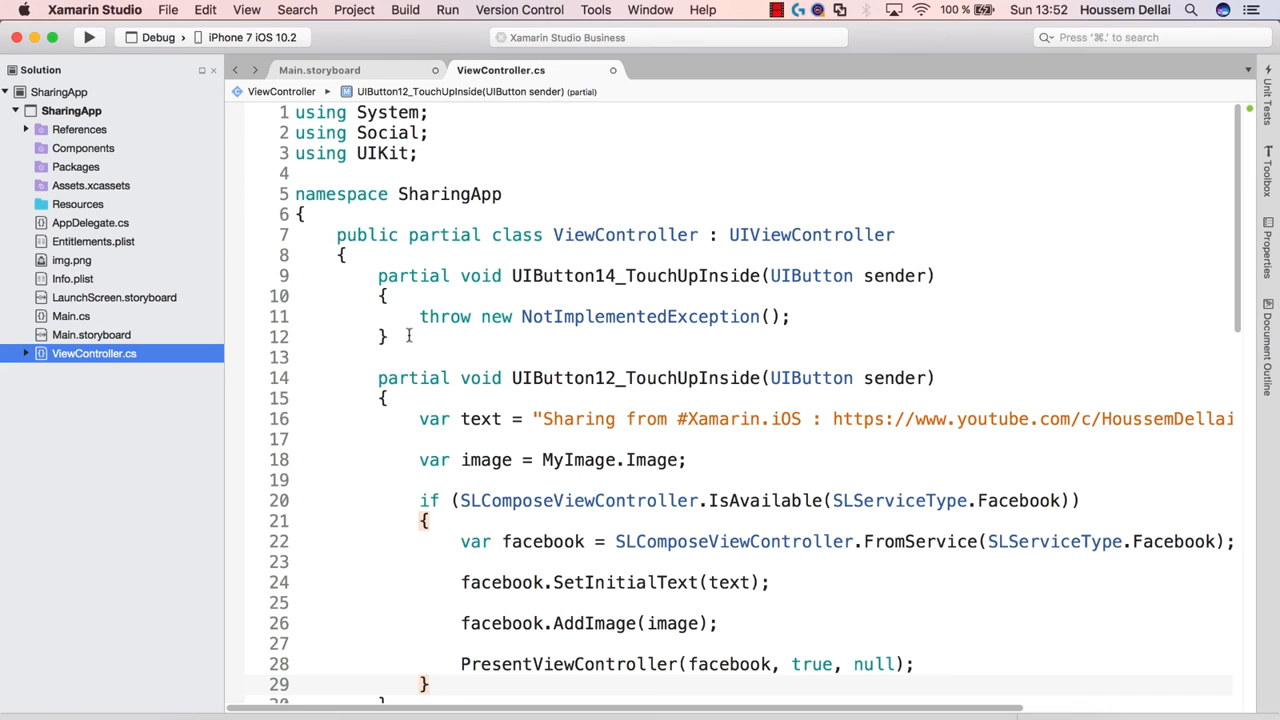 Xamarin Studio File Edit View Search Project Build Run Version Control Tools Window Help 100 % Sun 13:52 Houssem Dellai
Debug iPhone 7 iOS 10.2 Xamarin Studio Business Press '⌘.' to search
Solution
SharingApp
SharingApp
References
Components
Packages
Assets.xcassets
Resources
AppDelegate.cs
Entitlements.plist
img.png
Info.plist
LaunchScreen.storyboard
Main.cs
Main.storyboard
ViewController.cs
Main.storyboard ViewController.cs
ViewController UIButton12_TouchUpInside(UIButton sender) (partial)
1 using System;
2 using Social;
3 using UIKit;
4
5 namespace SharingApp
6 {
7 public partial class ViewController : UIViewController
8 {
9 partial void UIButton14_TouchUpInside(UIButton sender)
10 {
11 throw new NotImplementedException();
12 }
13
14 partial void UIButton12_TouchUpInside(UIButton sender)
15 {
16 var text = "Sharing from #Xamarin.iOS : https://www.youtube.com/c/HoussemDellai
17
18 var image = MyImage.Image;
19
20 if (SLComposeViewController.IsAvailable(SLServiceType.Facebook))
21 {
22 var facebook = SLComposeViewController.FromService(SLServiceType.Facebook);
23
24 facebook.SetInitialText(text);
25
26 facebook.AddImage(image);
27
28 PresentViewController(facebook, true, null);
29 }
Unit Tests
Toolbox
Properties
Document Outline